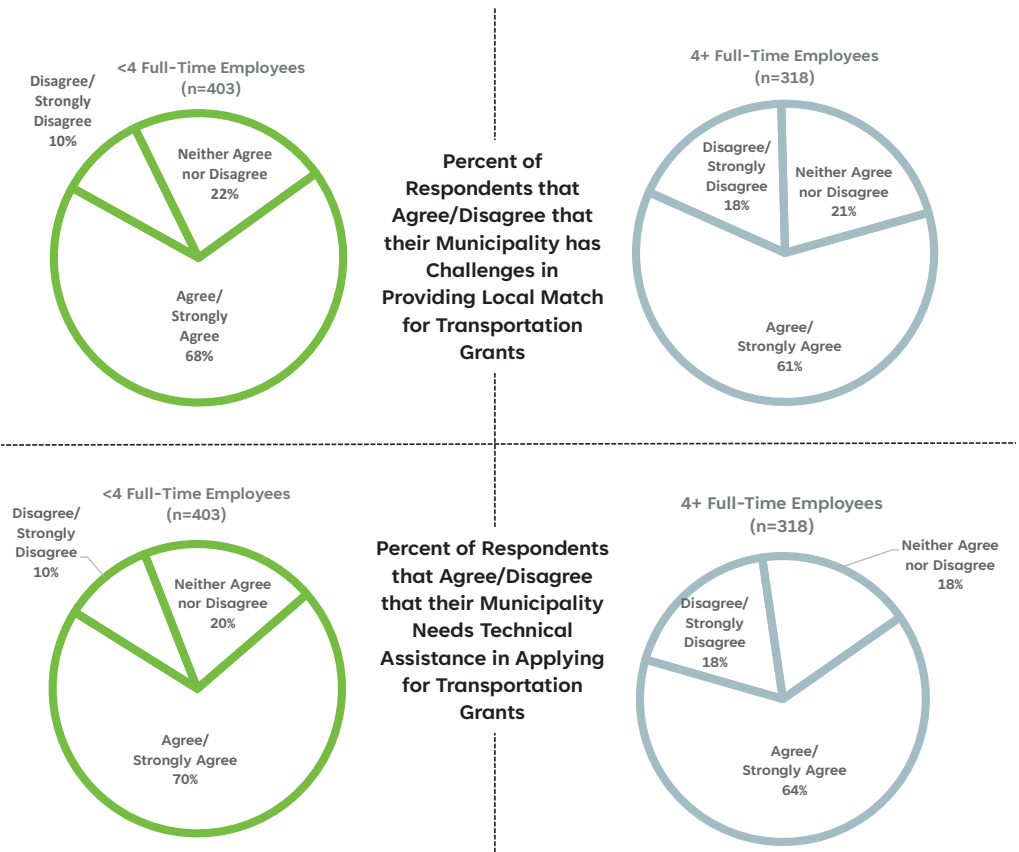 <4 Full-Time Employees
(n=403)
Disagree/
Strongly
Disagree
10%
Neither Agree
nor Disagree
22%
Agree/
Strongly
Agree
68%
Percent of
Respondents that
Agree/Disagree that
their Municipality has
Challenges in
Providing Local Match
for Transportation
Grants
4+ Full-Time Employees
(n=318)
Disagree/
Strongly
Disagree
18%
Neither Agree
nor Disagree
21%
Agree/
Strongly Agree
61%
<4 Full-Time Employees
(n=403)
Disagree/
Strongly
Disagree
10%
Neither Agree
nor Disagree
20%
Agree/
Strongly Agree
70%
Percent of Respondents
that Agree/Disagree
that their Municipality
Needs Technical
Assistance in Applying
for Transportation
Grants
4+ Full-Time Employees
(n=318)
Neither Agree
nor Disagree
18%
Disagree/
Strongly
Disagree
18%
Agree/
Strongly Agree
64%